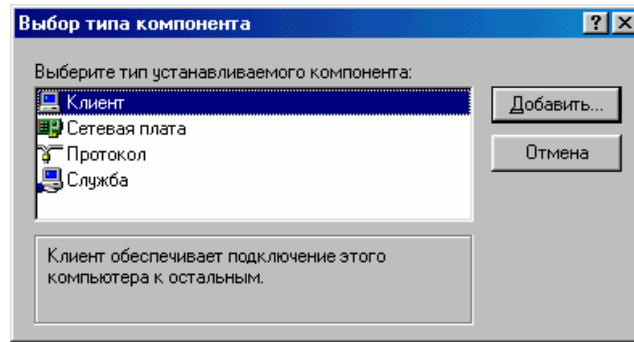 Выбор типа компонента
Выберите тип устанавливаемого компонента:
Клиент
Сетевая плата
Протокол
Служба
Добавить...
Отмена
Клиент обеспечивает подключение этого
компьютера к остальным.